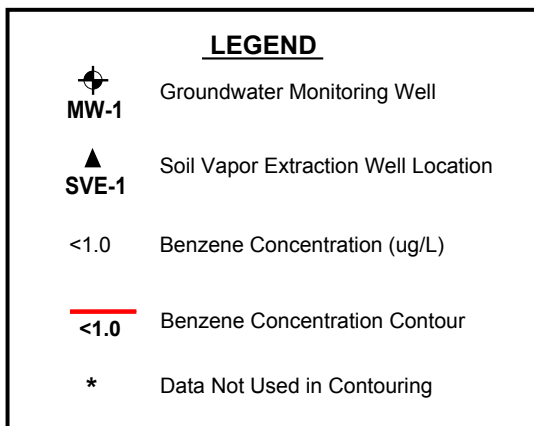 LEGEND
MW-1 Groundwater Monitoring Well
SVE-1 Soil Vapor Extraction Well Location
<1.0 Benzene Concentration (ug/L)
<1.0 Benzene Concentration Contour
* Data Not Used in Contouring